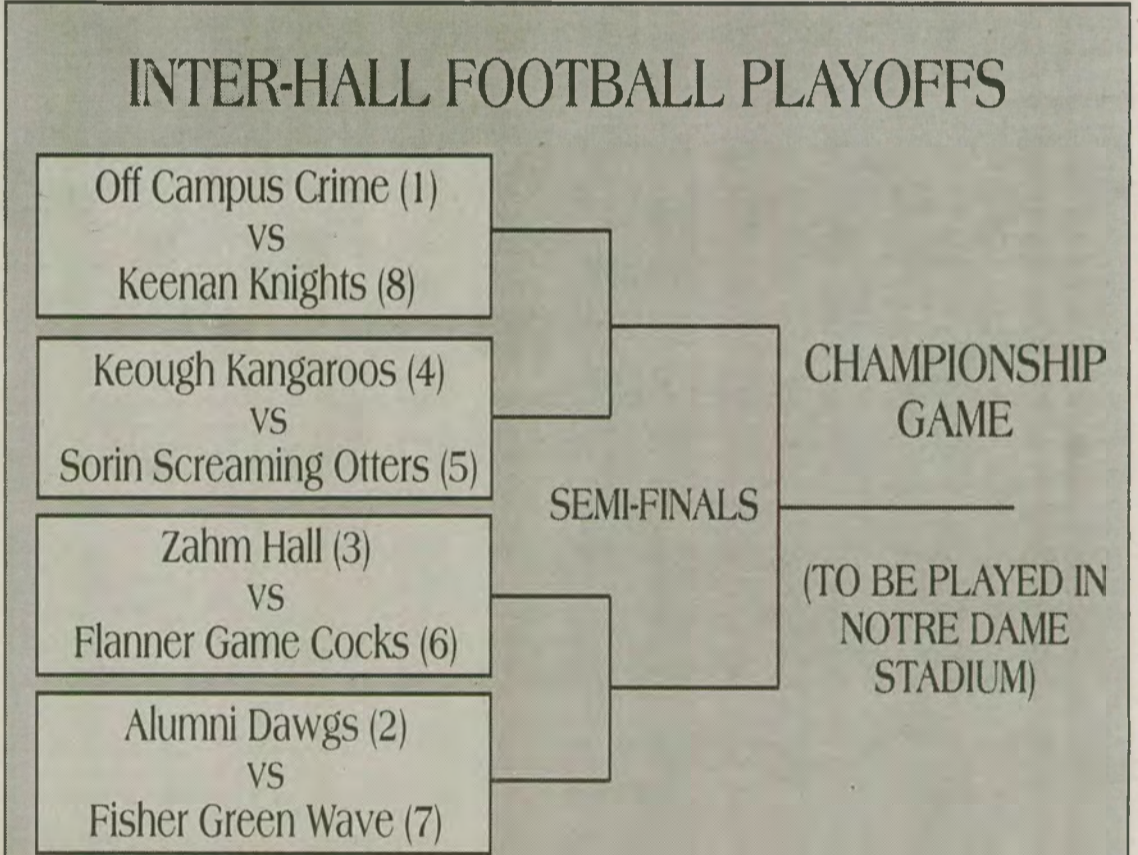 INTER-HALL FOOTBALL PLAYOFFS
Off Campus Crime (1)
VS
Keenan Knights (8)
Keough Kangaroos (4)
VS
Sorin Screaming Otters (5)
Zahm Hall (3)
VS
Flanner Game Cocks (6)
Alumni Dawgs (2)
VS
Fisher Green Wave (7)
SEMI-FINALS
CHAMPIONSHIP
GAME
(TO BE PLAYED IN
NOTRE DAME
STADIUM)